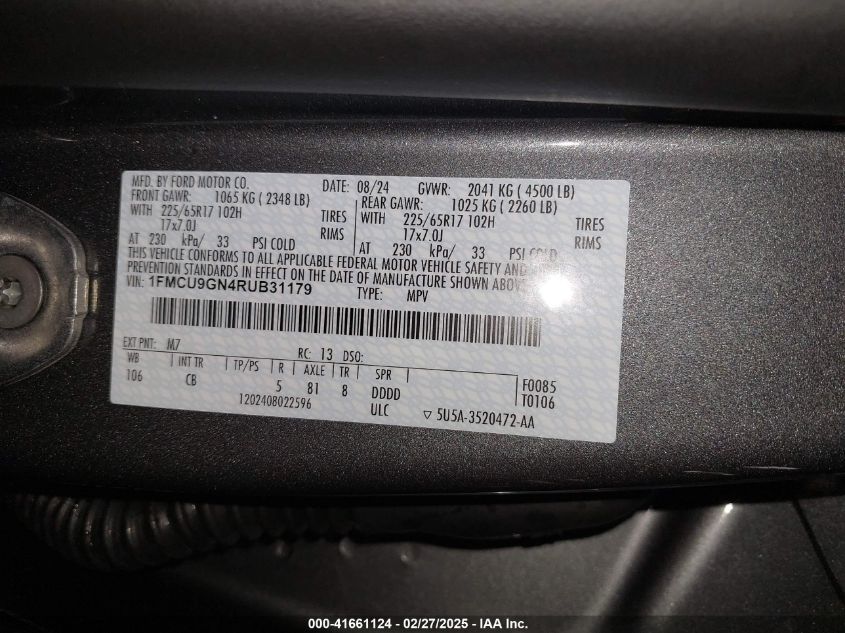 MFD. BY FORD MOTOR CO. DATE: 08/24 GVWR: 2041 KG ( 4500 LB)
FRONT GAWR: 1065 KG ( 2348 LB) REAR GAWR: 1025 KG ( 2260 LB)
WITH 225/65R17 102H TIRES WITH 225/65R17 102H TIRES
17x7.0J RIMS 17x7.0J RIMS
AT 230 kPa/ 33 PSI COLD AT 230 kPa/ 33 PSI COLD
THIS VEHICLE CONFORMS TO ALL APPLICABLE FEDERAL MOTOR VEHICLE SAFETY AND
PREVENTION STANDARDS IN EFFECT ON THE DATE OF MANUFACTURE SHOWN ABOVE.
VIN: 1FMCU9GN4RUB31179 TYPE: MPV
EXT PNT: M7 RC: 13 DSO:
WB INT TR TP/PS R AXLE TR SPR F0085
106 CB 5 81 8 DDDD T0106
1202408022596 ULC ▽ 5U5A-3520472-AA
000-41661124 - 02/27/2025 - IAA Inc.